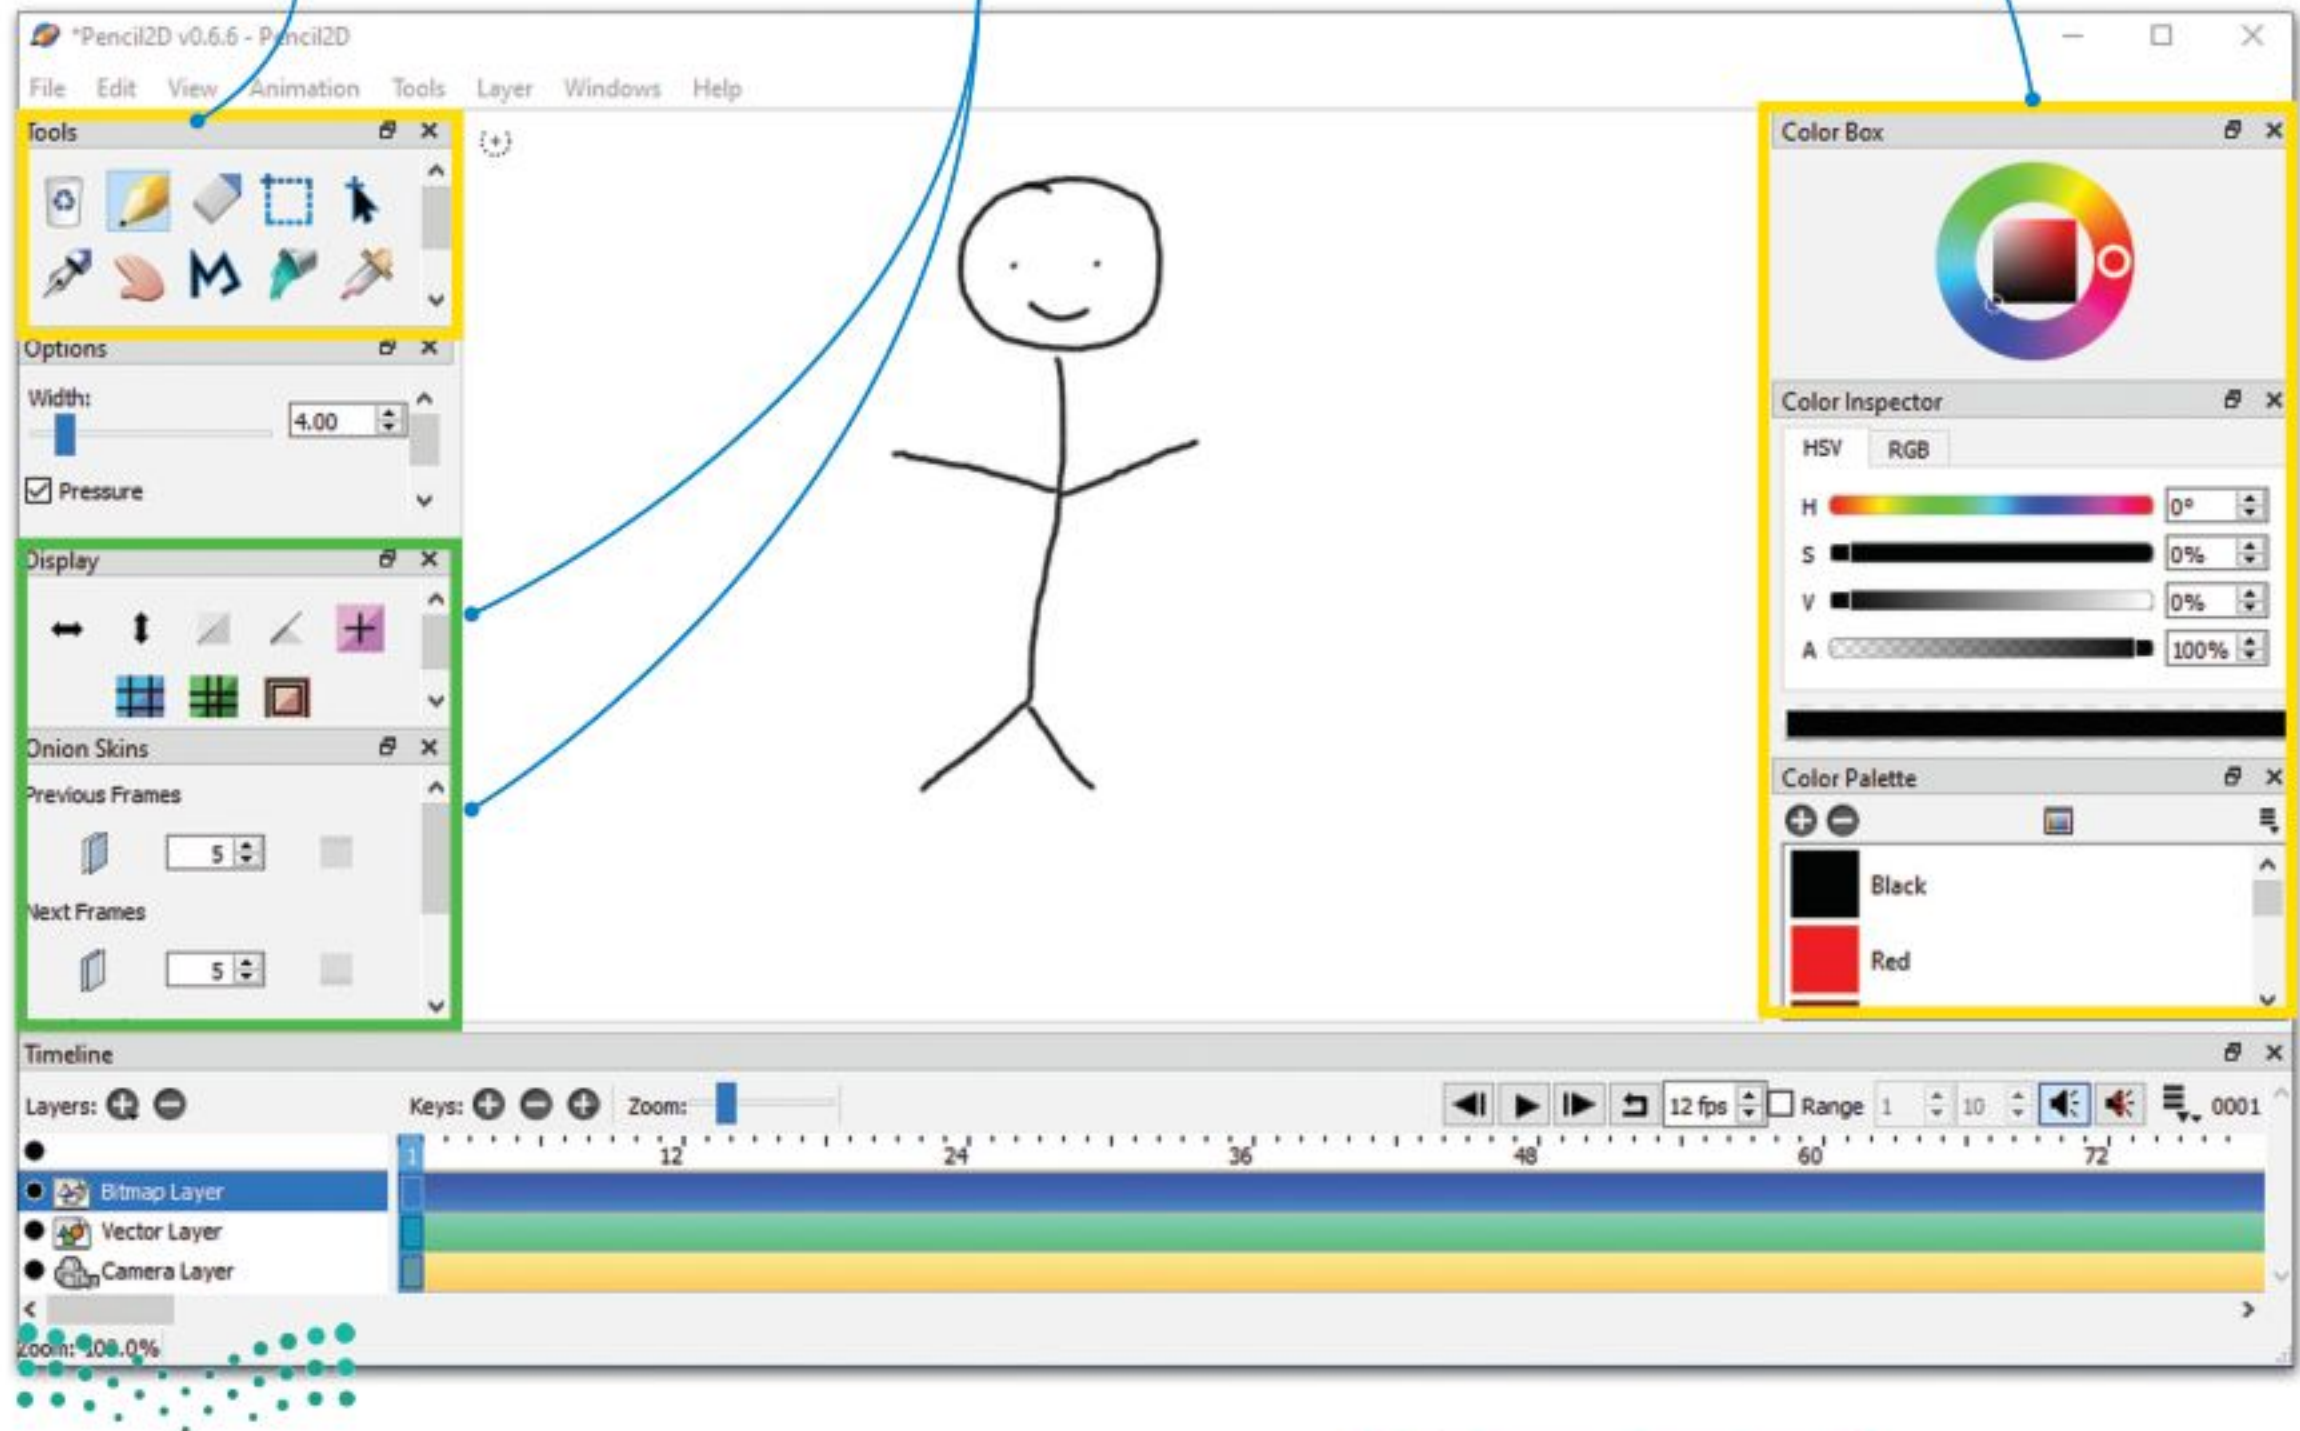 *Pencil2D v0.6.6 - Pencil2D
File Edit View Animation Tools Layer Windows Help
Tools
Options
Width:
4.00
Pressure
Display
Onion Skins
Previous Frames
5
Next Frames
5
Color Box
Color Inspector
HSV RGB
H 0°
S 0%
V 0%
A 100%
Color Palette
Black
Red
Timeline
Layers: Keys: Zoom: 12 fps Range 1 10 0001
1 12 24 36 48 60 72
Bitmap Layer
Vector Layer
Camera Layer
Zoom: 100.0%